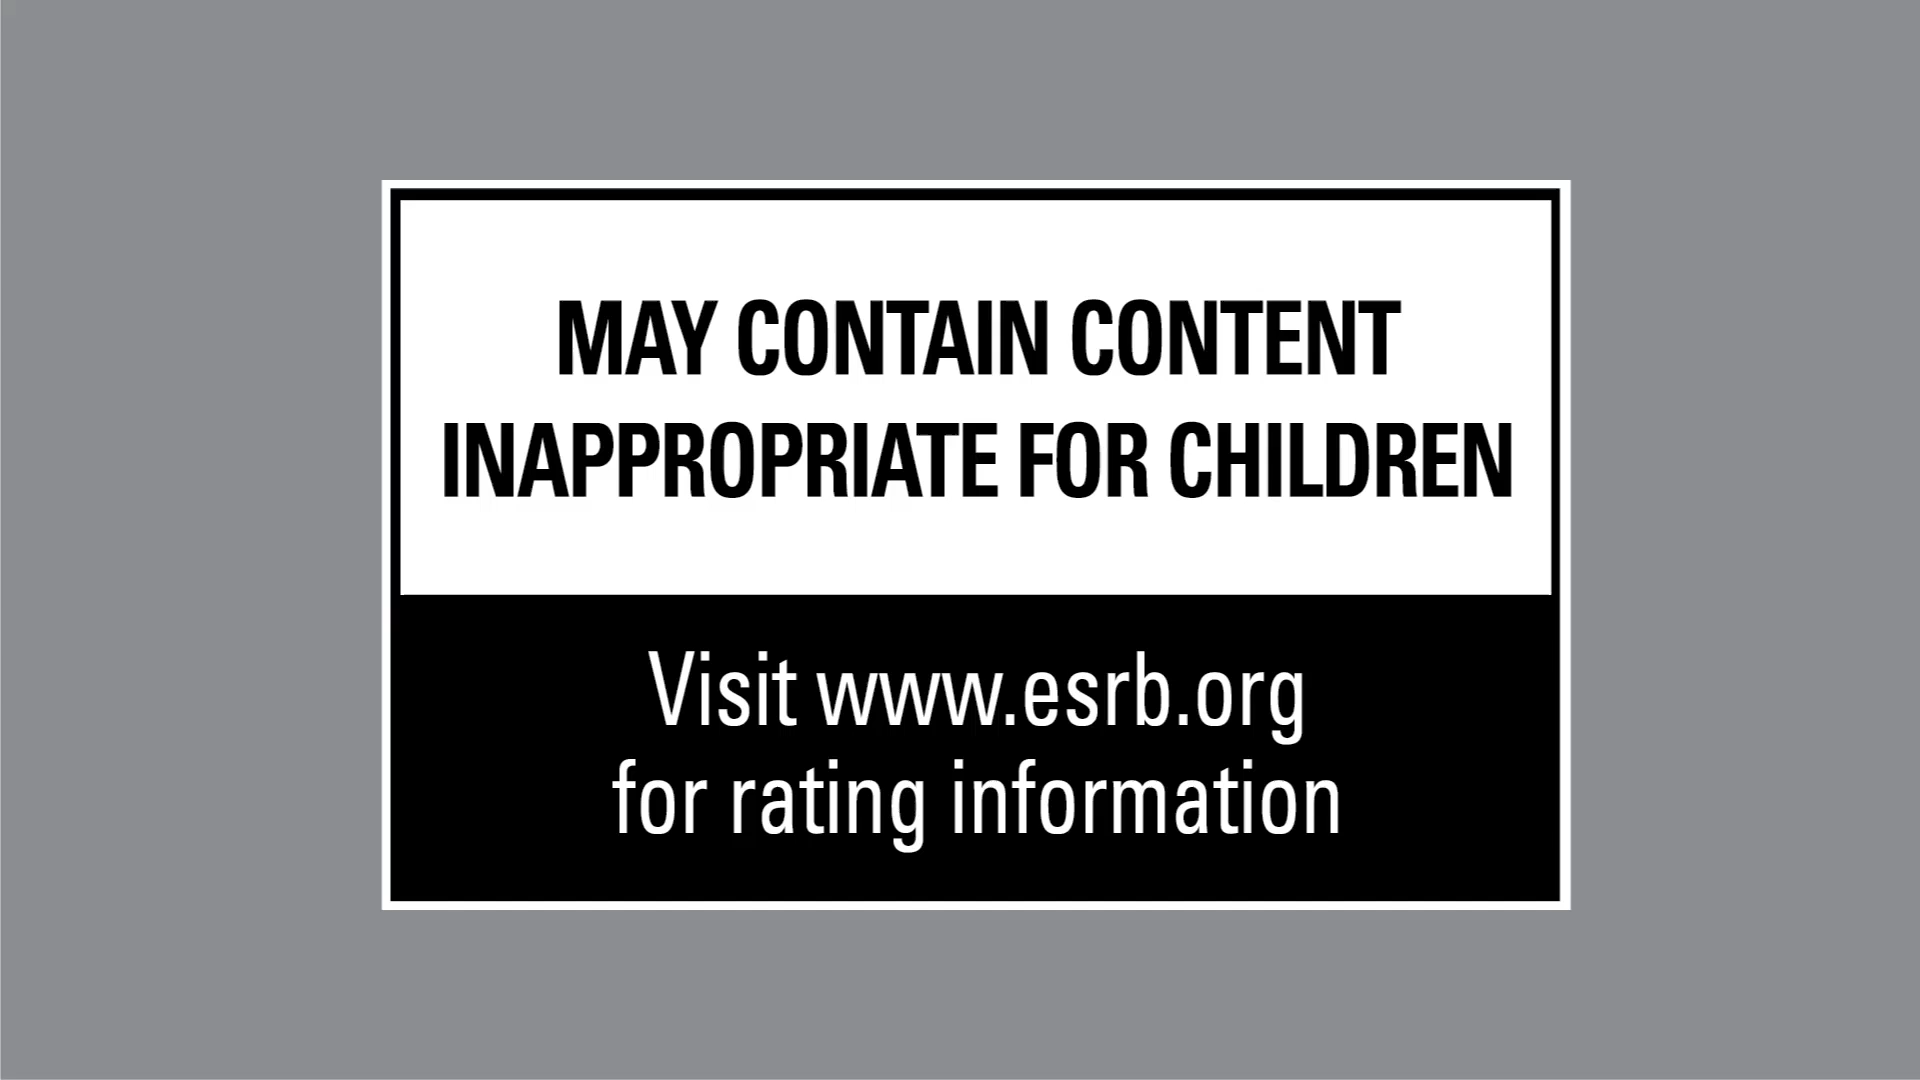 MAY CONTAIN CONTENT
INAPPROPRIATE FOR CHILDREN
Visit www.esrb.org
for rating information